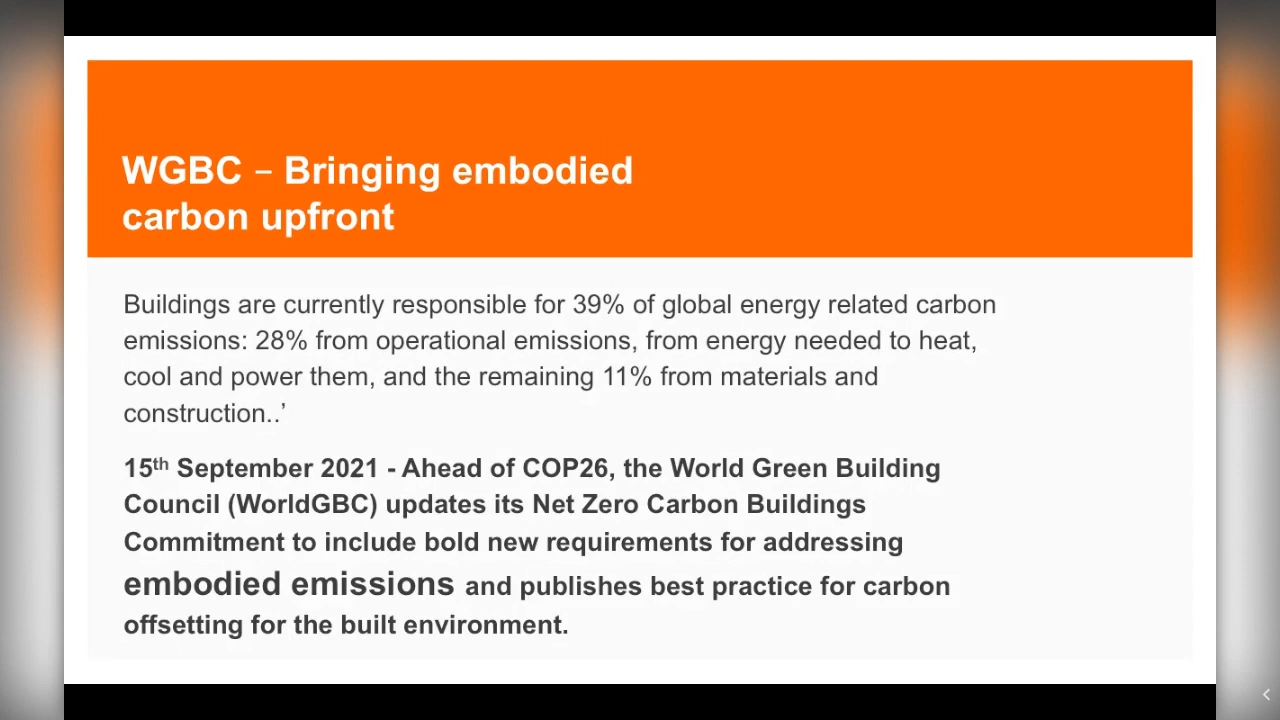 WGBC – Bringing embodied
carbon upfront
Buildings are currently responsible for 39% of global energy related carbon
emissions: 28% from operational emissions, from energy needed to heat,
cool and power them, and the remaining 11% from materials and
construction..’
15th September 2021 - Ahead of COP26, the World Green Building
Council (WorldGBC) updates its Net Zero Carbon Buildings
Commitment to include bold new requirements for addressing
embodied emissions and publishes best practice for carbon
offsetting for the built environment.